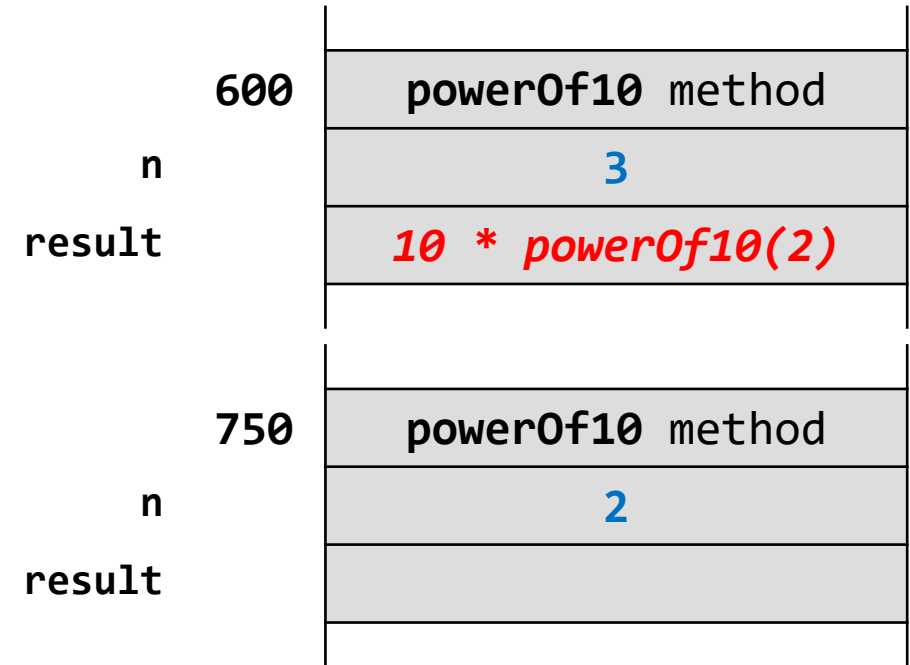 600 powerOf10 method
n 3
result 10 * powerOf10(2)
750 powerOf10 method
n 2
result